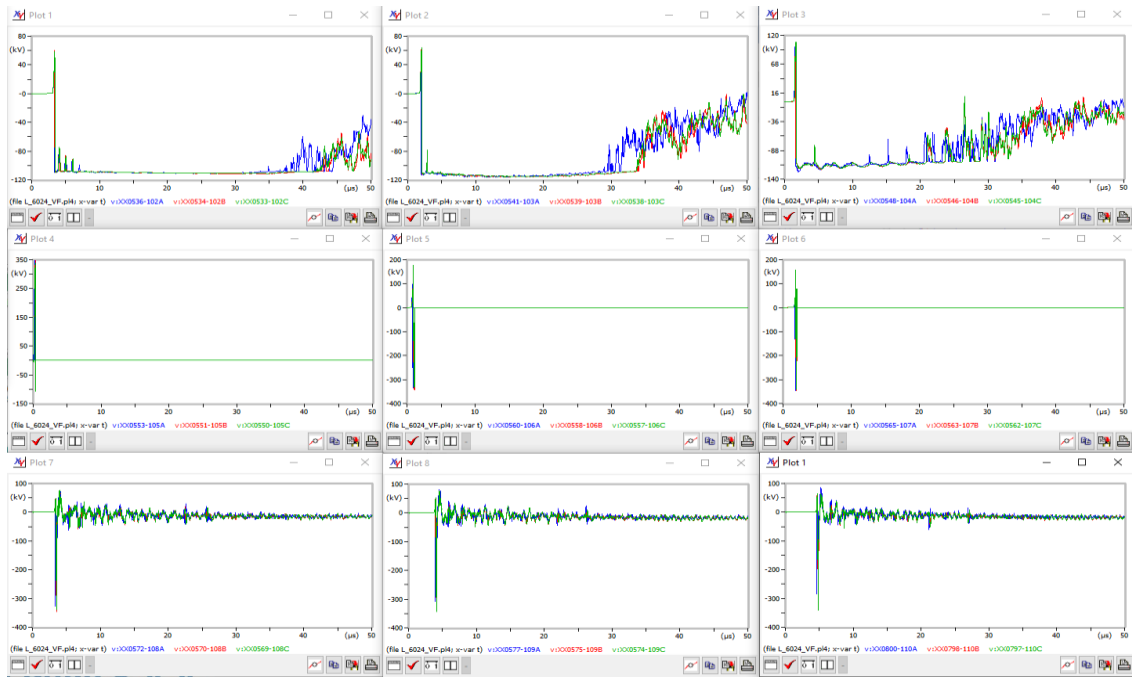 Plot 1
80
(kV)
40
-0
-40
-80
-120
0 10 20 30 40 (µs) 50
(file L_6024_VF.pl4; x-var t) v:XX0536-102A v:XX0534-102B v:XX0533-102C
Plot 2
80
(kV)
40
-0
-40
-80
-120
0 10 20 30 40 (µs) 50
(file L_6024_VF.pl4; x-var t) v:XX0541-103A v:XX0539-103B v:XX0538-103C
Plot 3
120
(kV)
68
16
-36
-88
-140
0 10 20 30 40 (µs) 50
(file L_6024_VF.pl4; x-var t) v:XX0548-104A v:XX0546-104B v:XX0545-104C
Plot 4
350
(kV)
250
150
50
-50
-150
0 10 20 30 40 (µs) 50
(file L_6024_VF.pl4; x-var t) v:XX0553-105A v:XX0551-105B v:XX0550-105C
Plot 5
200
(kV)
100
0
-100
-200
-300
-400
0 10 20 30 40 (µs) 50
(file L_6024_VF.pl4; x-var t) v:XX0560-106A v:XX0558-106B v:XX0557-106C
Plot 6
200
(kV)
100
0
-100
-200
-300
-400
0 10 20 30 40 (µs) 50
(file L_6024_VF.pl4; x-var t) v:XX0565-107A v:XX0563-107B v:XX0562-107C
Plot 7
100
(kV)
0
-100
-200
-300
-400
0 10 20 30 40 (µs) 50
(file L_6024_VF.pl4; x-var t) v:XX0572-108A v:XX0570-108B v:XX0569-108C
Plot 8
100
(kV)
0
-100
-200
-300
-400
0 10 20 30 40 (µs) 50
(file L_6024_VF.pl4; x-var t) v:XX0577-109A v:XX0575-109B v:XX0574-109C
Plot 1
100
(kV)
0
-100
-200
-300
-400
0 10 20 30 40 (µs) 50
(file L_6024_VF.pl4; x-var t) v:XX0800-110A v:XX0798-110B v:XX0797-110C